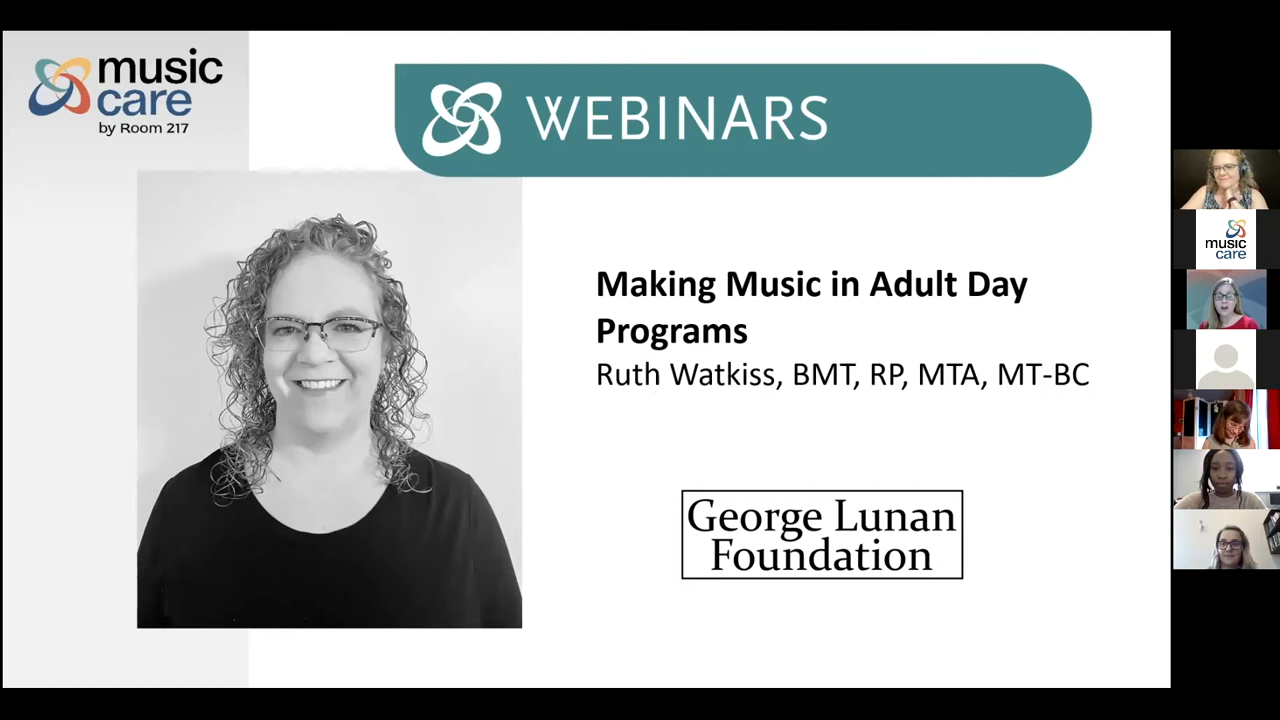 music
care
by Room 217
WEBINARS
Making Music in Adult Day
Programs
Ruth Watkiss, BMT, RP, MTA, MT-BC
George Lunan
Foundation
music
care